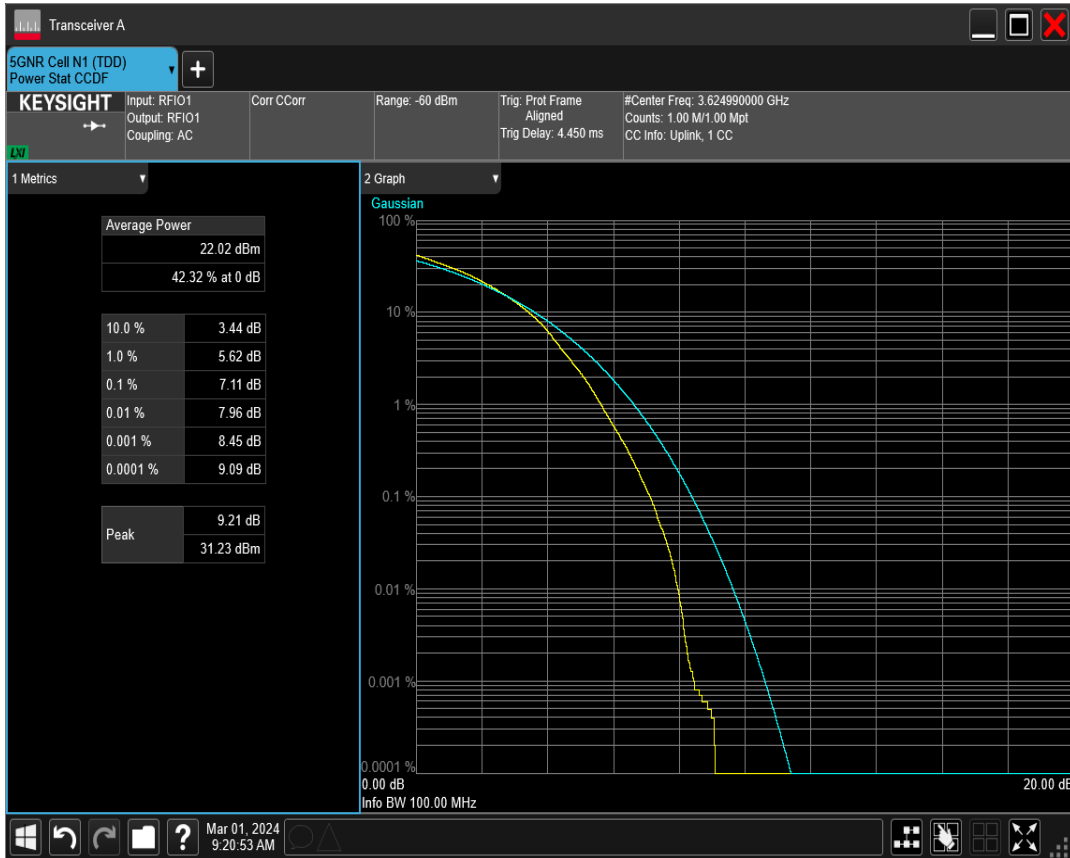 Transceiver A
5GNR Cell N1 (TDD)
Power Stat CCDF
+
KEYSIGHT
LXI
Input: RFIO1
Output: RFIO1
Coupling: AC
Corr CCorr
Range: -60 dBm
Trig: Prot Frame
Aligned
Trig Delay: 4.450 ms
#Center Freq: 3.624990000 GHz
Counts: 1.00 M/1.00 Mpt
CC Info: Uplink, 1 CC
1 Metrics
Average Power
22.02 dBm
42.32 % at 0 dB
10.0 % 3.44 dB
1.0 % 5.62 dB
0.1 % 7.11 dB
0.01 % 7.96 dB
0.001 % 8.45 dB
0.0001 % 9.09 dB
Peak
9.21 dB
31.23 dBm
2 Graph
Gaussian
100 %
10 %
1 %
0.1 %
0.01 %
0.001 %
0.0001 %
0.00 dB 20.00 dB
Info BW 100.00 MHz
?
Mar 01, 2024
9:20:53 AM